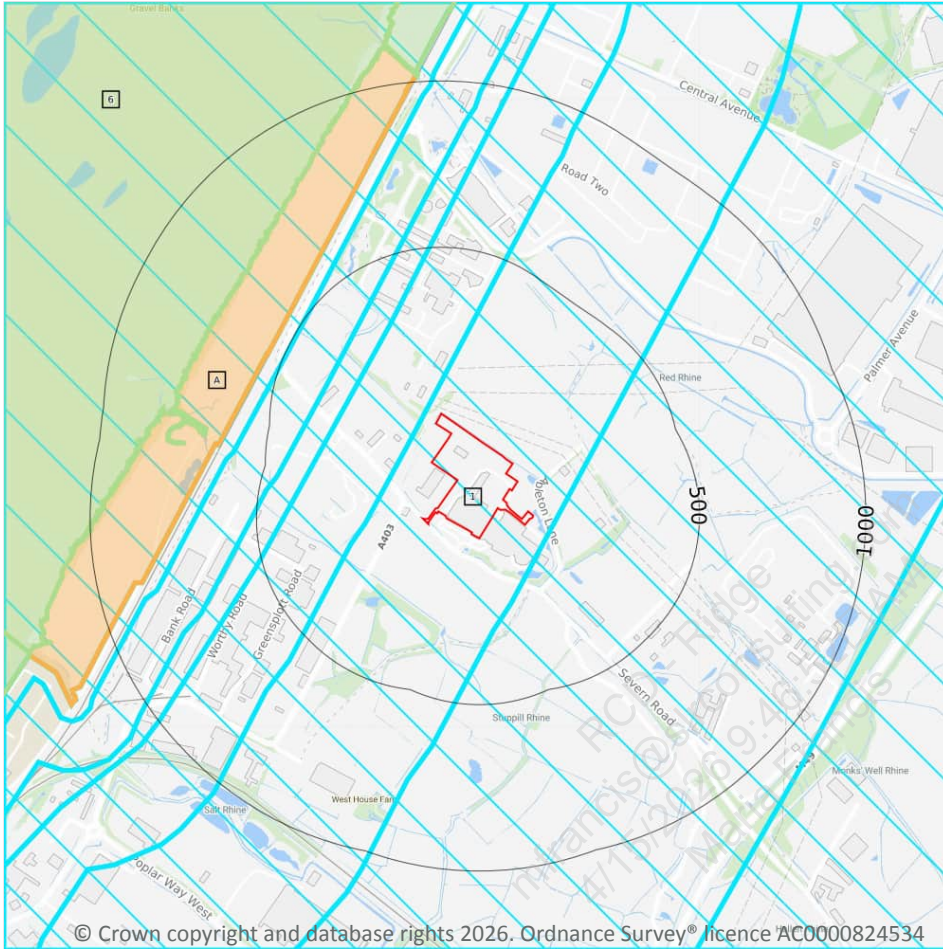 Gravel Banks
6
Central Avenue
Road Two
Palmer Avenue
A
Red Rhine
1
500
1000
A403
Bank Road
Worthy Road
Greensplott Road
Severn Road
Stuppill Rhine
Monks' Well Rhine
West House Farm
Salt Rhine
Poplar Way West
© Crown copyright and database rights 2026. Ordnance Survey® licence AC0000824534